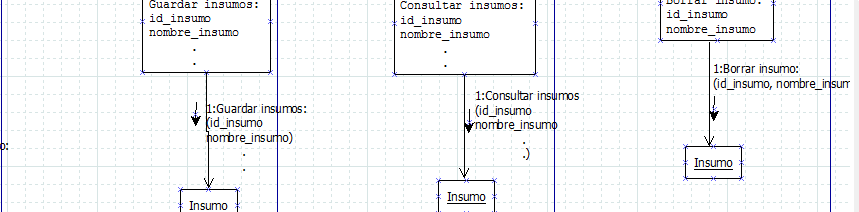 Guardar insumos:
id_insumo
nombre_insumo
.
.
1:Guardar insumos:
(id_insumo
nombre_insumo)
.
.
Insumo
Consultar insumos:
id_insumo
nombre_insumo
.
.
1:Consultar insumos
(id_insumo
nombre_insumo
.
.)
Insumo
Borrar insumo:
id_insumo
nombre_insumo
1:Borrar insumo:
(id_insumo, nombre_insum
Insumo
o: